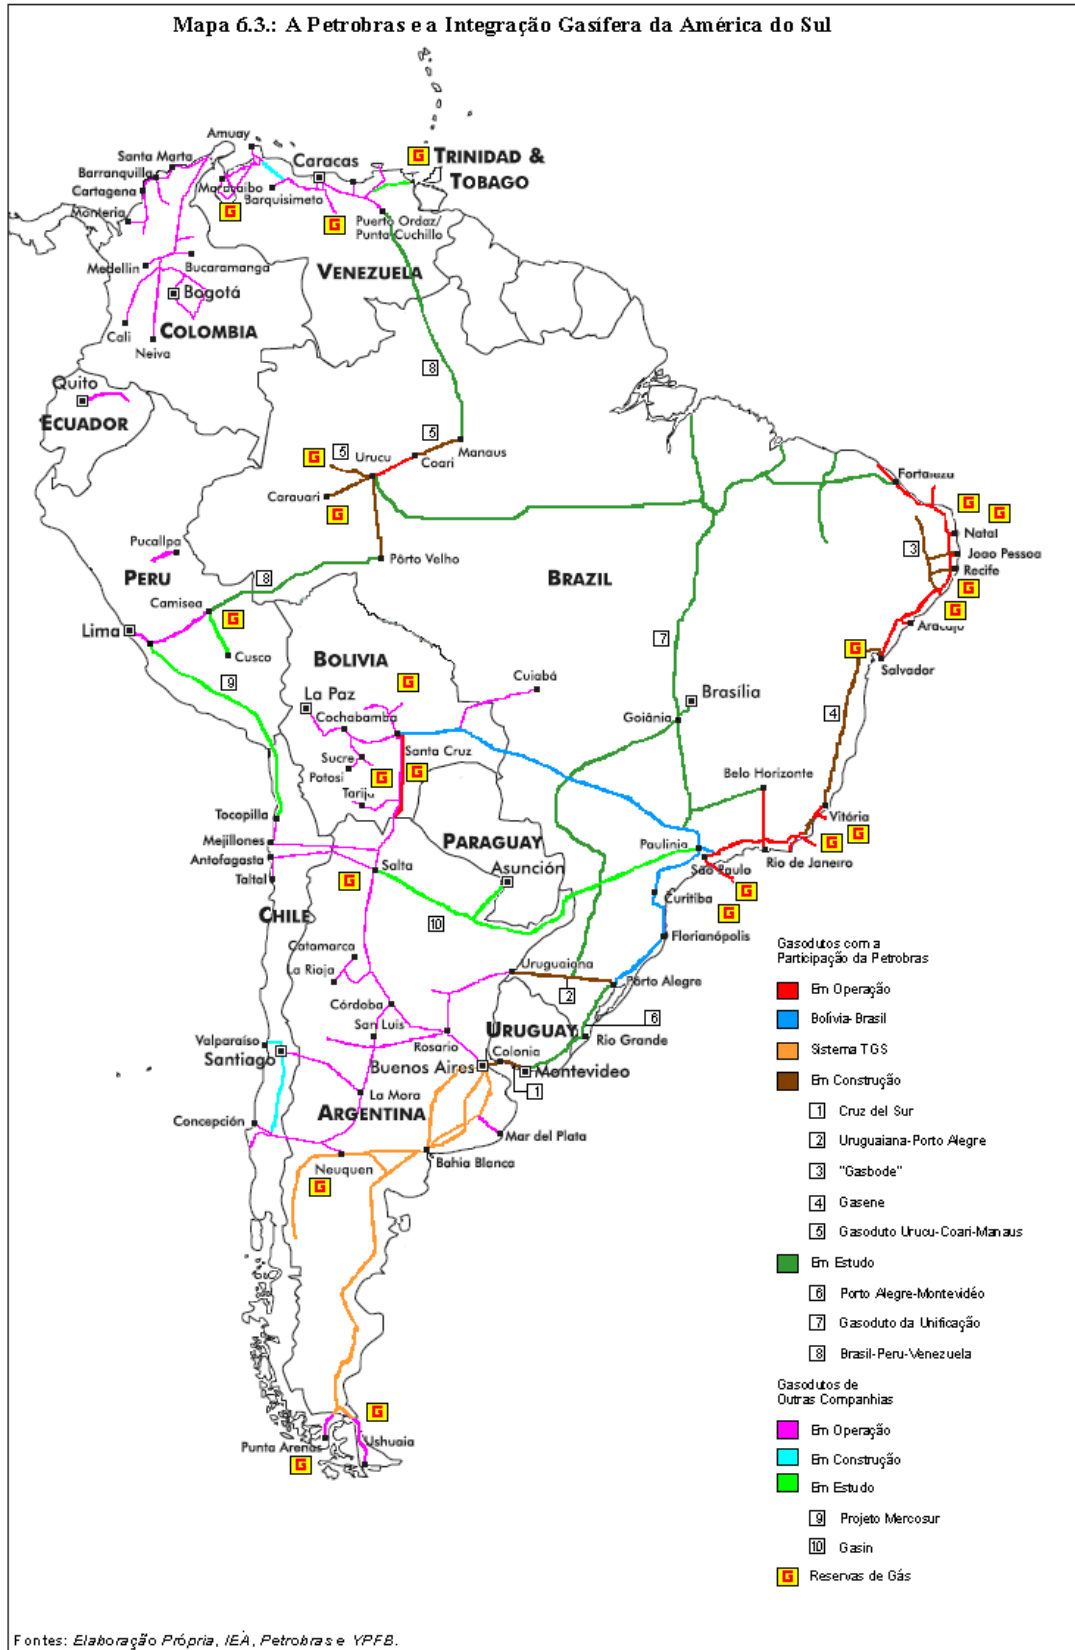 Mapa 6.3.: A Petrobras e a Integração Gasífera da América do Sul
Amuay
Santa Marta
Barranquilla
Cartagena
Monteria
Maracaibo
Barquisimeto
Caracas
G
TRINIDAD &
TOBAGO
G
G
Puerto Ordaz/
Punta Cuchillo
VENEZUELA
Medellin
Bucaramanga
Bogotá
COLOMBIA
Cali
Neiva
Quito
ECUADOR
8
5
Manaus
Coari
5
Urucu
G
Carauari
G
Fortaleza
G
G
Natal
3
Joao Pessoa
Recife
G
G
Aracaju
Pucallpa
PERU
8
Pôrto Velho
BRAZIL
Camisea
G
Lima
Cusco
9
7
G
Salvador
BOLIVIA
G
La Paz
Cochabamba
Cuiabá
Brasília
Goiânia
4
Santa Cruz
Sucre
Potosi
G
G
Tarija
Belo Horizonte
Vitória
Tocopilla
Mejillones
Antofagasta
Taltal
PARAGUAY
Asunción
Salta
G
Paulinia
São Paulo
Rio de Janeiro
G
G
G
G
CHILE
10
Curitiba
Florianópolis
Catamarca
La Rioja
Uruguaiana
Pôrto Alegre
2
6
Córdoba
San Luis
Rosario
URUGUAY
Rio Grande
Valparaíso
Santiago
Buenos Aires
Colonia
Montevideo
1
La Mora
ARGENTINA
Concepción
Mar del Plata
Neuquen
Bahia Blanca
G
G
Punta Arenas
Ushuaia
G
Gasodutos com a
Participação da Petrobras
Em Operação
Bolívia-Brasil
Sistema TGS
Em Construção
1 Cruz del Sur
2 Uruguaiana-Porto Alegre
3 "Gasbode"
4 Gasene
5 Gasoduto Urucu-Coari-Manaus
Em Estudo
6 Porto Alegre-Montevidéo
7 Gasoduto da Unificação
8 Brasil-Peru-Venezuela
Gasodutos de
Outras Companhias
Em Operação
Em Construção
Em Estudo
9 Projeto Mercosur
10 Gasin
G Reservas de Gás
Fontes: Elaboração Própria, IEA, Petrobras e YPFB.